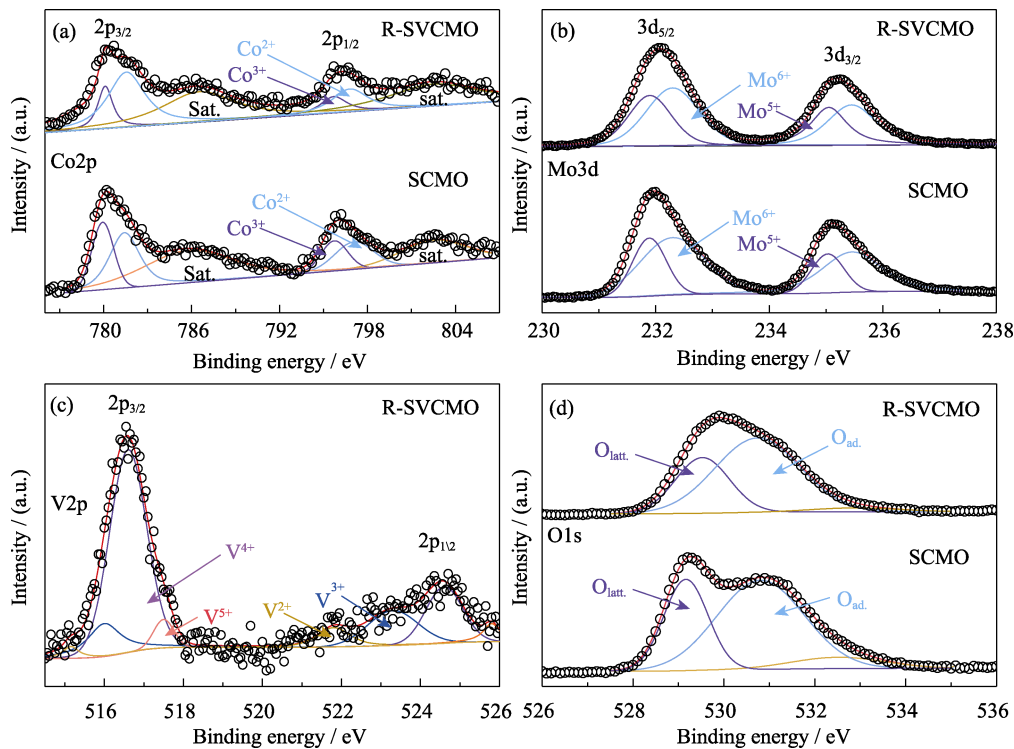 (a)
2p3/2
2p1/2
R-SVCMO
Co2+
Co3+
Sat.
sat.
Co2p
SCMO
Co2+
Co3+
Sat.
sat.
Intensity / (a.u.)
780 786 792 798 804
Binding energy / eV
(b)
3d5/2
3d3/2
R-SVCMO
Mo6+
Mo5+
Mo3d
SCMO
Mo6+
Mo5+
Intensity / (a.u.)
230 232 234 236 238
Binding energy / eV
(c)
2p3/2
R-SVCMO
V2p
2p1\2
V4+
V3+
V5+
V2+
Intensity / (a.u.)
516 518 520 522 524 526
Binding energy / eV
(d)
R-SVCMO
Olatt.
Oad.
O1s
SCMO
Olatt.
Oad.
Intensity / (a.u.)
526 528 530 532 534 536
Binding energy / eV